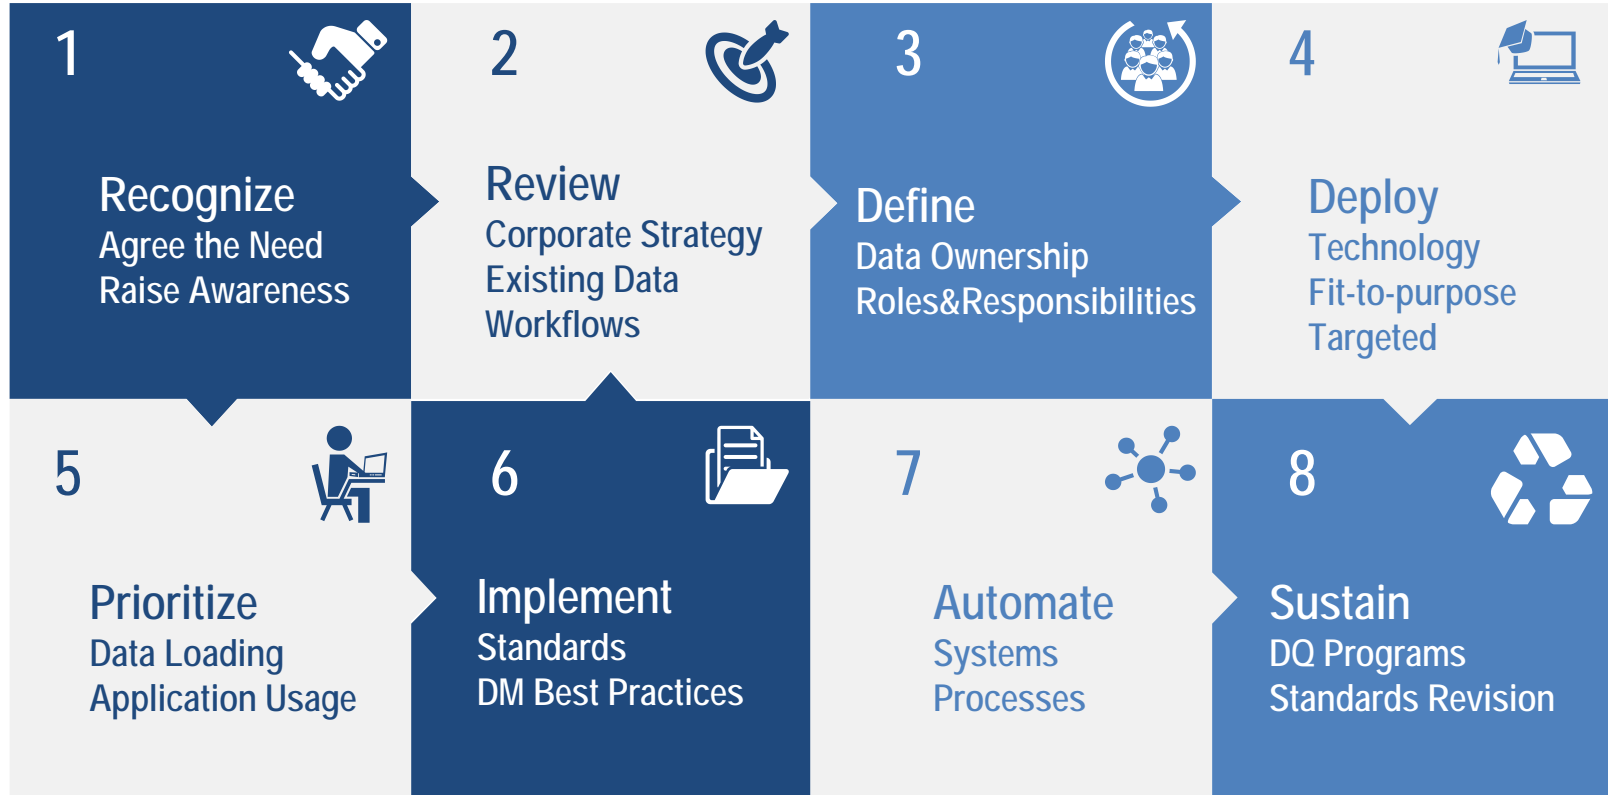 1
Recognize
Agree the Need
Raise Awareness
2
Review
Corporate Strategy
Existing Data
Workflows
3
Define
Data Ownership
Roles&Responsibilities
4
Deploy
Technology
Fit-to-purpose
Targeted
5
Prioritize
Data Loading
Application Usage
6
Implement
Standards
DM Best Practices
7
Automate
Systems
Processes
8
Sustain
DQ Programs
Standards Revision